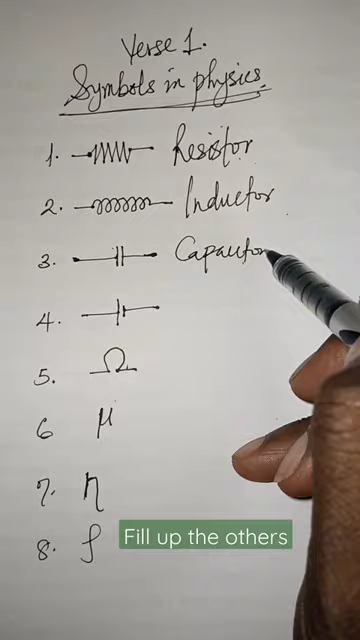 Verse 1.
Symbols in physics.
1. Resistor
2. Inductor
3. Capacitor
4.
5. Ω
6 μ
7. η
8. ρ
Fill up the others